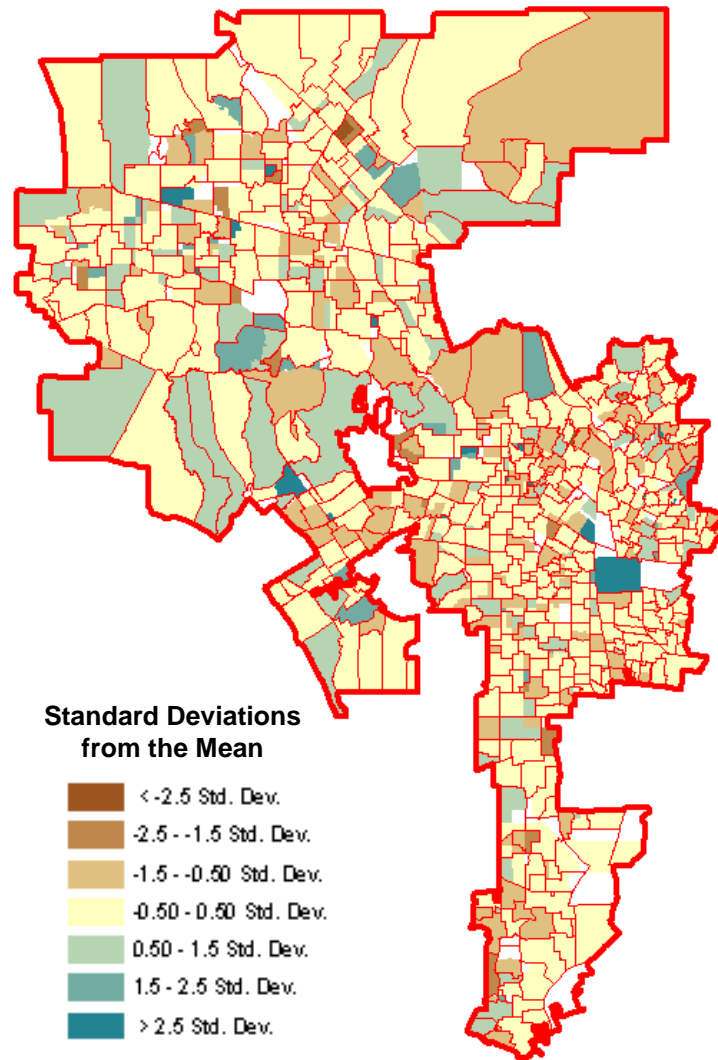 Standard Deviations
from the Mean
< -2.5 Std. Dev.
-2.5 - -1.5 Std. Dev.
-1.5 - -0.50 Std. Dev.
-0.50 - 0.50 Std. Dev.
0.50 - 1.5 Std. Dev.
1.5 - 2.5 Std. Dev.
> 2.5 Std. Dev.